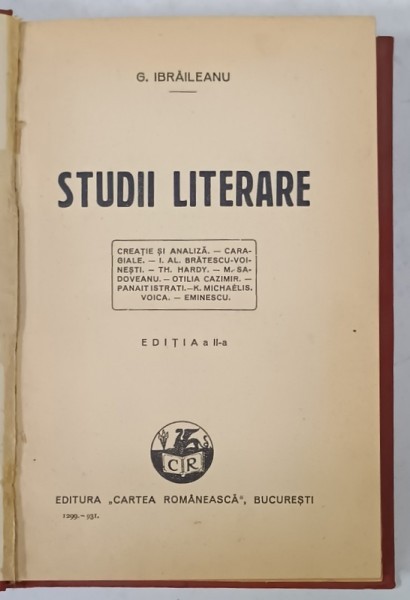 G. IBRĂILEANU
STUDII LITERARE
CREAȚIE ȘI ANALIZĂ. — CARA-
GIALE. — I. AL. BRĂTESCU-VOI-
NEȘTI. — TH. HARDY. — M. SA-
DOVEANU. — OTILIA CAZIMIR. —
PANAIT ISTRATI. — K. MICHAËLIS.
VOICA. — EMINESCU.
EDIȚIA a II-a
C R
EDITURA „CARTEA ROMÂNEASCĂ", BUCUREȘTI
1299. — 931.